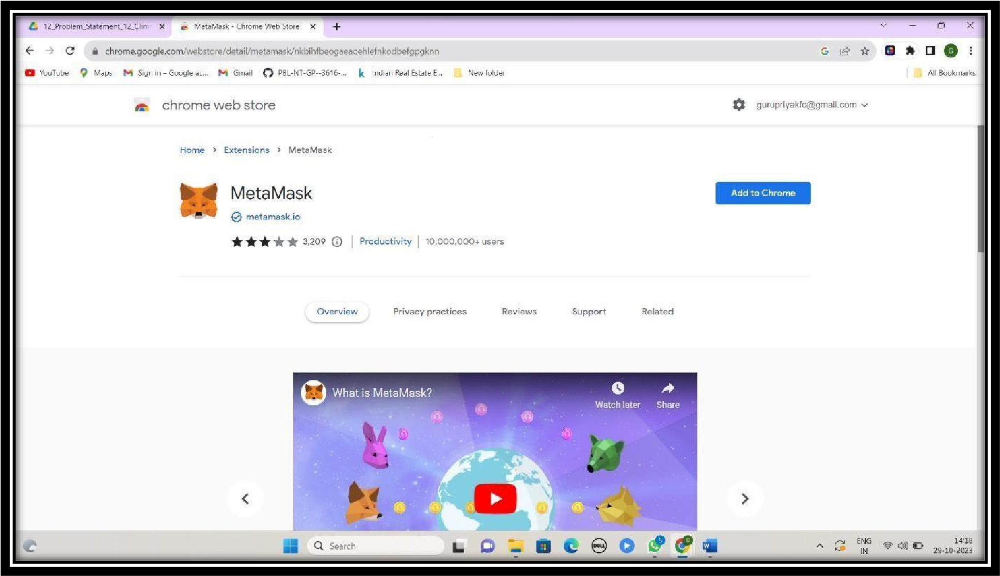 12_Problem_Statement_12_Clim
MetaMask - Chrome Web Store
chrome.google.com/webstore/detail/metamask/nkbihfbeogaeaoehlefnkodbefgpgknn
G
YouTube
Maps
Sign in – Google ac...
Gmail
PBL-NT-GP--3616-...
k Indian Real Estate E...
New folder
All Bookmarks
chrome web store
gurupriyakfc@gmail.com
Home > Extensions > MetaMask
MetaMask
Add to Chrome
metamask.io
3,209
Productivity
10,000,000+ users
Overview
Privacy practices
Reviews
Support
Related
What is MetaMask?
Watch later
Share
Search
DELL
5
G
W
ENG
IN
14:18
29-10-2023